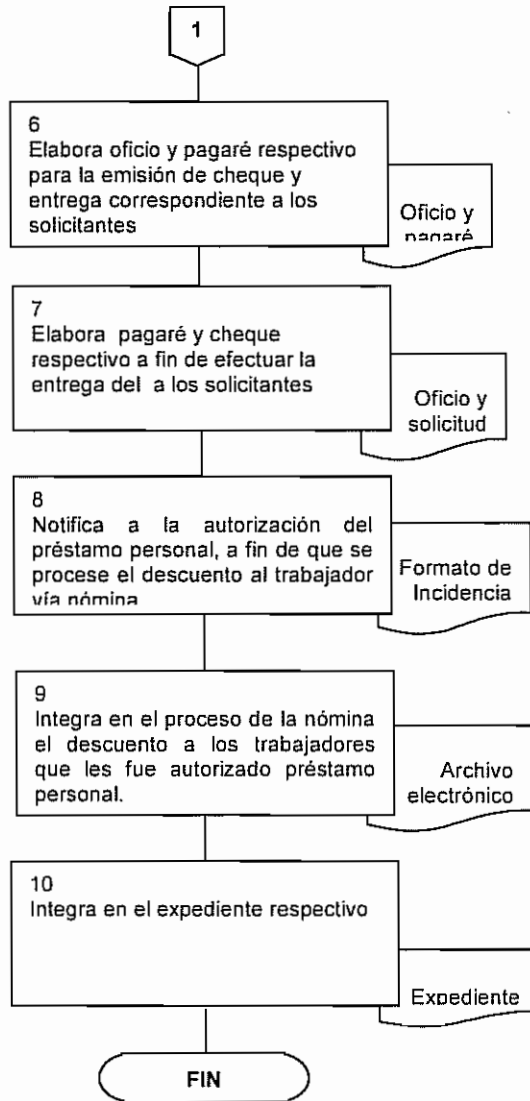 1
6
Elabora oficio y pagaré respectivo
para la emisión de cheque y
entrega correspondiente a los
solicitantes
Oficio y
pagaré
7
Elabora pagaré y cheque
respectivo a fin de efectuar la
entrega del a los solicitantes
Oficio y
solicitud
8
Notifica a la autorización del
préstamo personal, a fin de que se
procese el descuento al trabajador
vía nómina
Formato de
Incidencia
9
Integra en el proceso de la nómina
el descuento a los trabajadores
que les fue autorizado préstamo
personal.
Archivo
electrónico
10
Integra en el expediente respectivo
Expediente
FIN